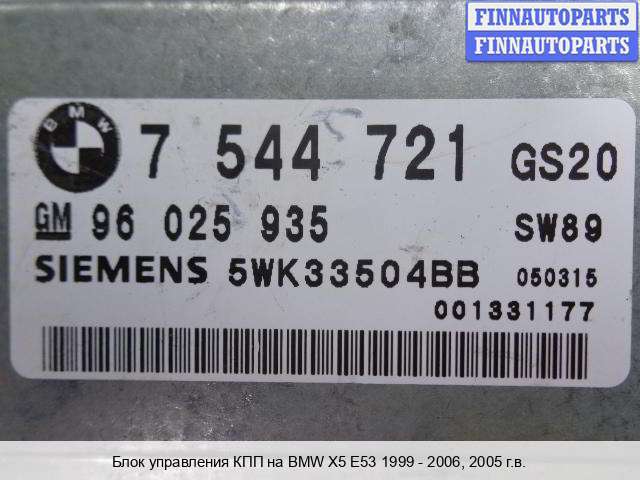 FINNAUTOPARTS
FINNAUTOPARTS
BMW 7 544 721 GS20
GM 96 025 935 SW89
SIEMENS 5WK33504BB 050315
001331177
Блок управления КПП на BMW X5 E53 1999 - 2006, 2005 г.в.